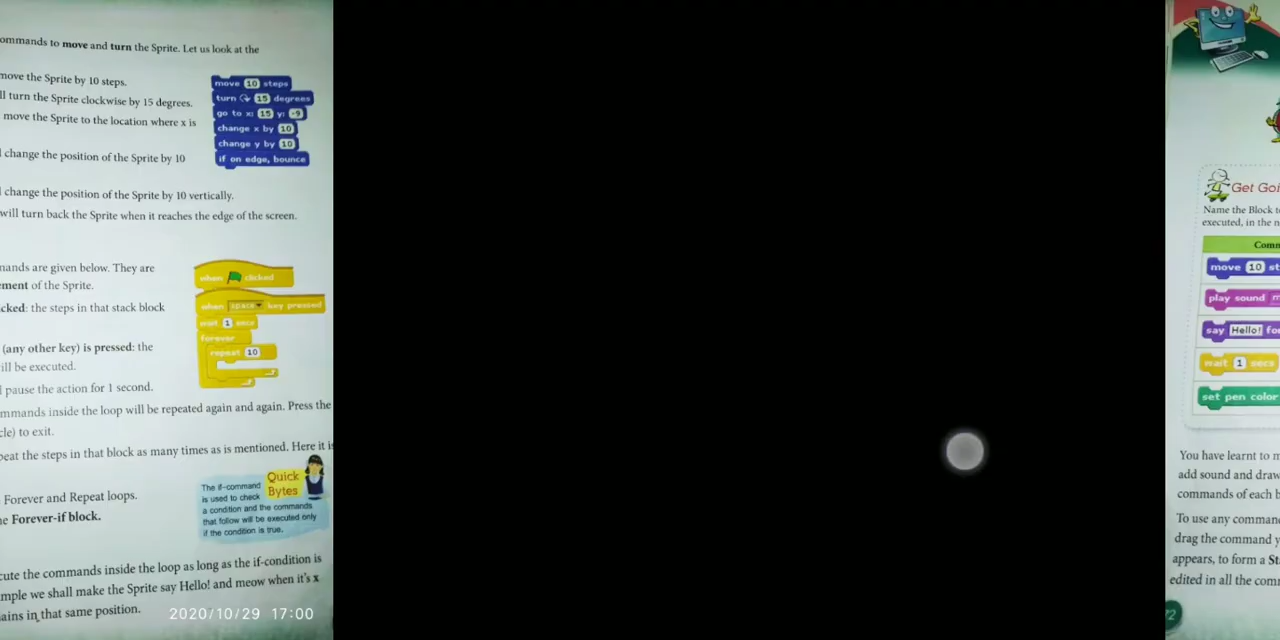 ommands to move and turn the Sprite. Let us look at the
move the Sprite by 10 steps.
ll turn the Sprite clockwise by 15 degrees.
move the Sprite to the location where x is
l change the position of the Sprite by 10
l change the position of the Sprite by 10 vertically.
will turn back the Sprite when it reaches the edge of the screen.
move 10 steps
turn 15 degrees
go to x: 15 y: -9
change x by 10
change y by 10
if on edge, bounce
nands are given below. They are
ement of the Sprite.
cked: the steps in that stack block
(any other key) is pressed: the
ill be executed.
l pause the action for 1 second.
mmands inside the loop will be repeated again and again. Press the
cle) to exit.
peat the steps in that block as many times as is mentioned. Here it is
when clicked
when space key pressed
wait 1 secs
forever
repeat 10
Forever and Repeat loops.
ne Forever-if block.
Quick
Bytes
The if-command
is used to check
a condition and the commands
that follow will be executed only
if the condition is true.
cute the commands inside the loop as long as the if-condition is
mple we shall make the Sprite say Hello! and meow when it's x
ains in that same position.
2020/10/29 17:00
Get Goi
Name the Block t
executed, in the n
Comm
move 10 st
play sound m
say Hello! fo
wait 1 secs
set pen color
You have learnt to m
add sound and draw
commands of each b
To use any comman
drag the command y
appears, to form a St
edited in all the com
2